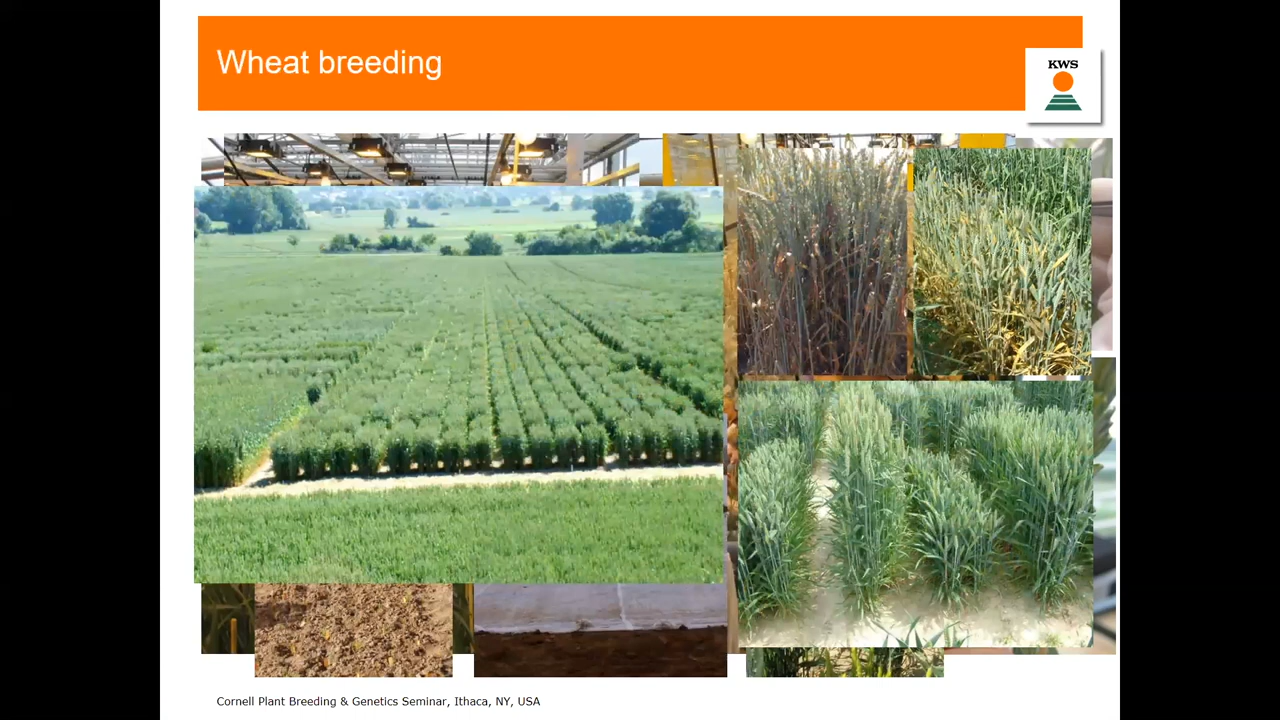 Wheat breeding
KWS
Cornell Plant Breeding & Genetics Seminar, Ithaca, NY, USA